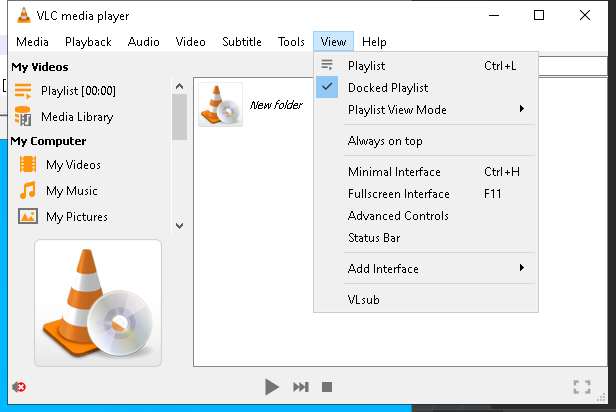 VLC media player
Media Playback Audio Video Subtitle Tools View Help
My Videos
Playlist [00:00]
Media Library
My Computer
My Videos
My Music
My Pictures
New folder
Playlist Ctrl+L
Docked Playlist
Playlist View Mode
Always on top
Minimal Interface Ctrl+H
Fullscreen Interface F11
Advanced Controls
Status Bar
Add Interface
VLsub